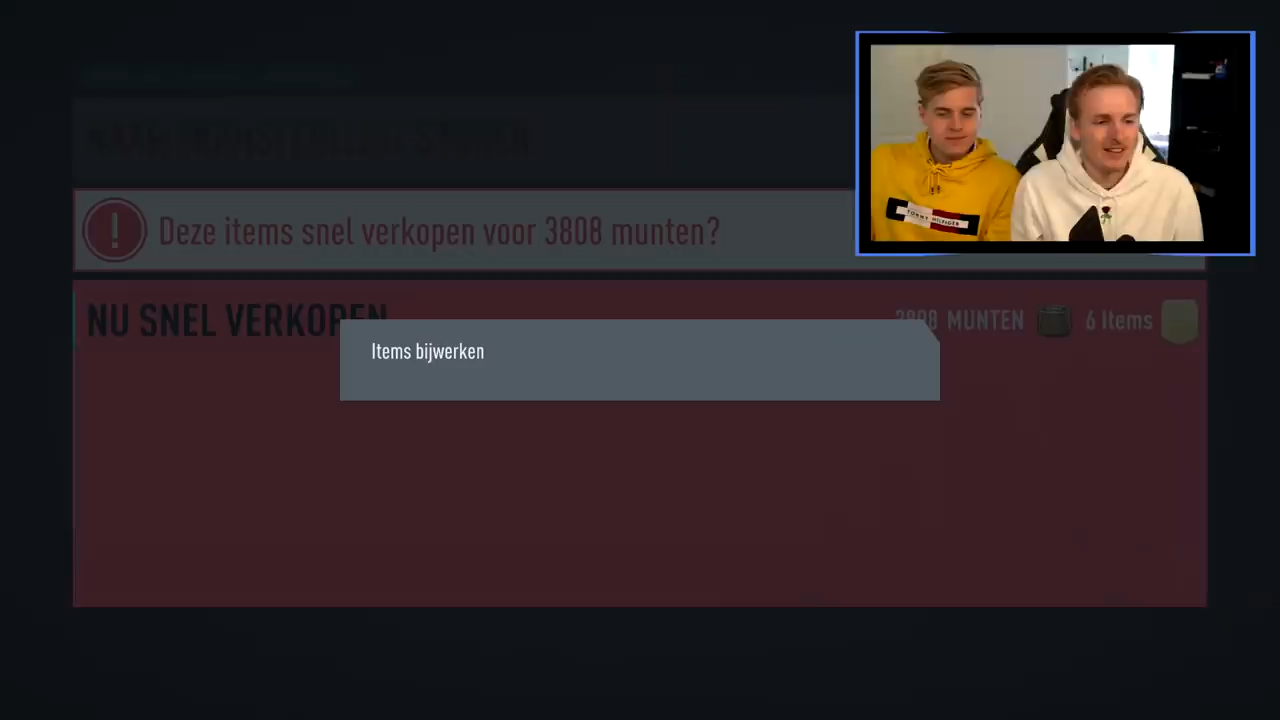 Deze items snel verkopen voor 3808 munten?
NU SNEL VERKOPEN
3808 MUNTEN
6 Items
Items bijwerken
TOMMY HILFIGER